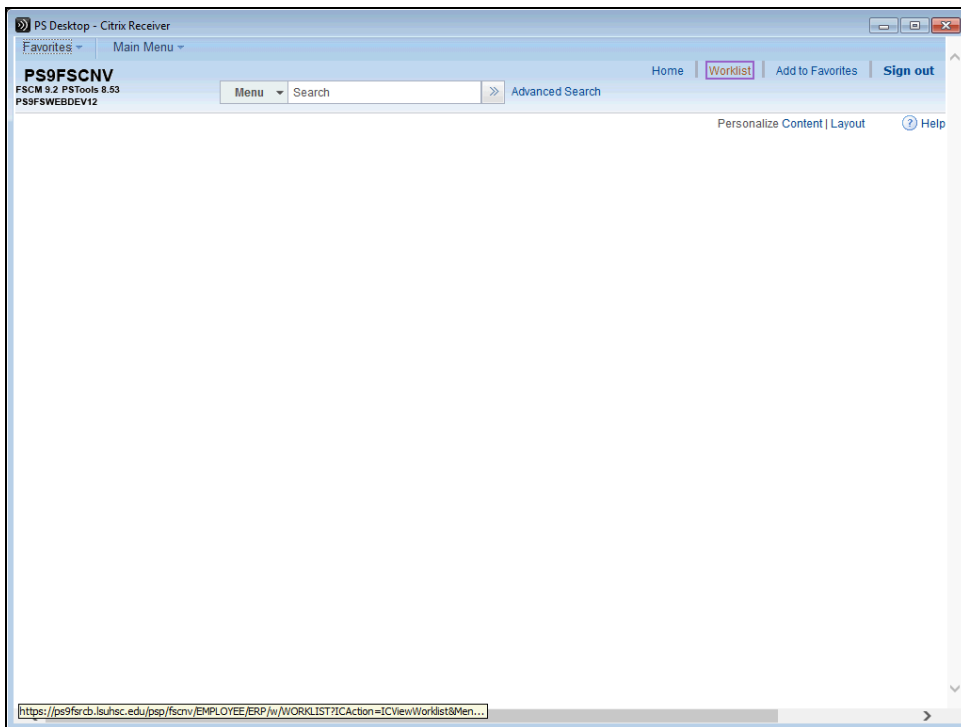 PS Desktop - Citrix Receiver
Favorites Main Menu
PS9FSCNV
FSCM 9.2 PSTools 8.53
PS9FSWEBDEV12
Home Worklist Add to Favorites Sign out
Menu Search Advanced Search
Personalize Content | Layout ? Help
https://ps9fsrcb.lsuhsc.edu/psp/fscnv/EMPLOYEE/ERP/w/WORKLIST?ICAction=ICViewWorklist&Men...